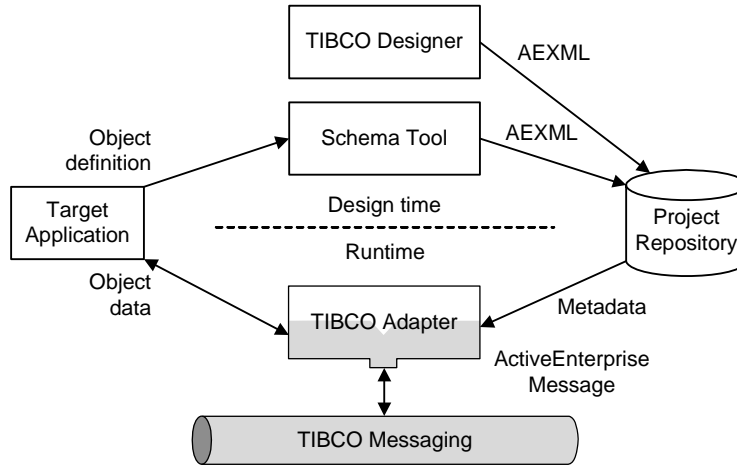 TIBCO Designer
AEXML
Schema Tool
AEXML
Object
definition
Target
Application
Design time
Runtime
Project
Repository
Object
data
TIBCO Adapter
Metadata
ActiveEnterprise
Message
TIBCO Messaging